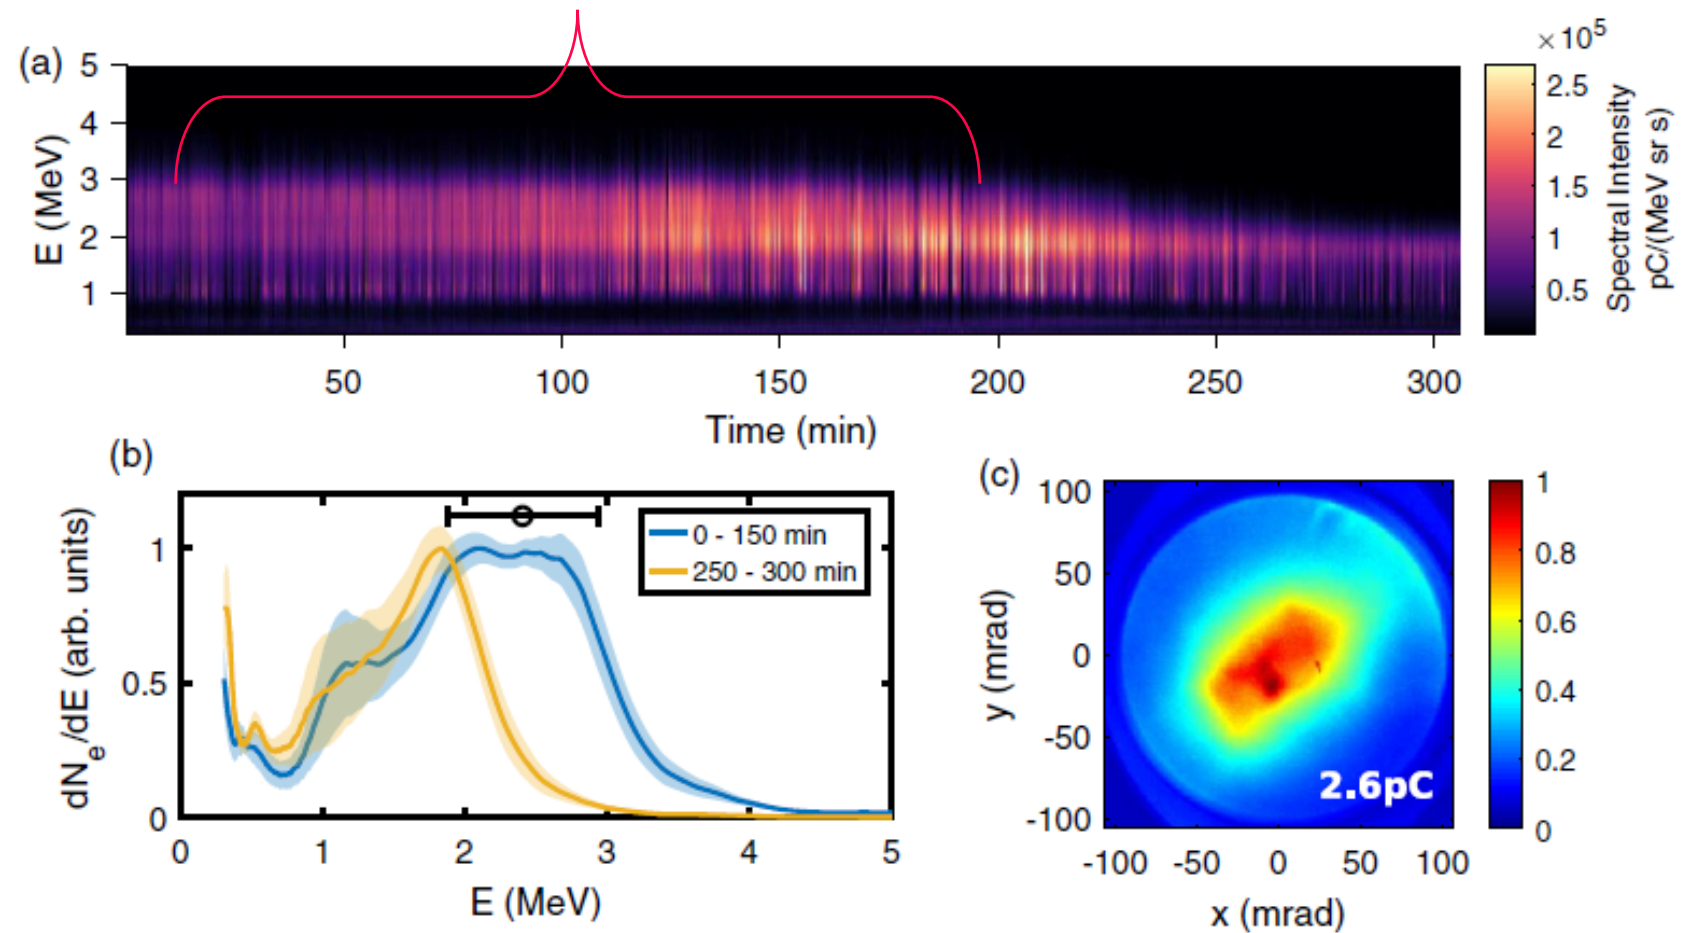 (a)
5
4
3
2
1
E (MeV)
50 100 150 200 250 300
Time (min)
×10⁵
2.5
2
1.5
1
0.5
Spectral Intensity
pC/(MeV sr s)
(b)
1
0.5
0
dNₑ/dE (arb. units)
0 - 150 min
250 - 300 min
0 1 2 3 4 5
E (MeV)
(c)
100
50
0
-50
-100
y (mrad)
2.6pC
-100 -50 0 50 100
x (mrad)
1
0.8
0.6
0.4
0.2
0